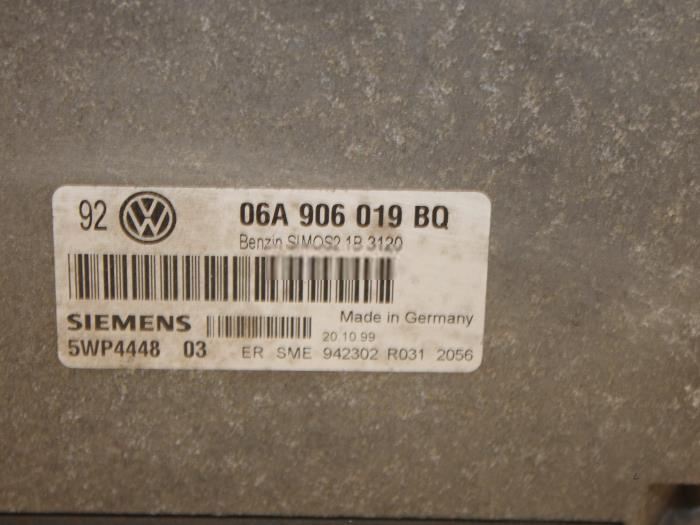 92 VW 06A 906 019 BQ
Benzin SIMOS2 1B 3120
SIEMENS Made in Germany
20.10.99
5WP4448 03 ER SME 942302 R031 2056